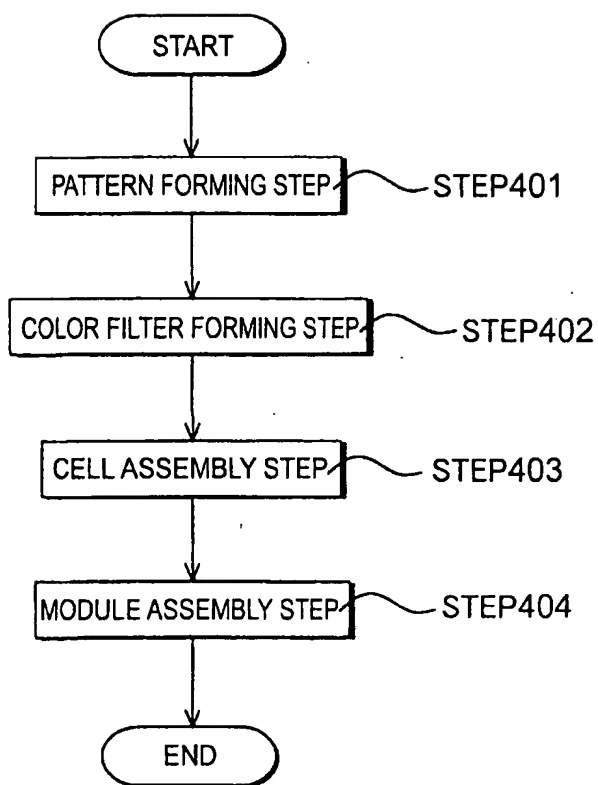 START
PATTERN FORMING STEP
STEP401
COLOR FILTER FORMING STEP
STEP402
CELL ASSEMBLY STEP
STEP403
MODULE ASSEMBLY STEP
STEP404
END